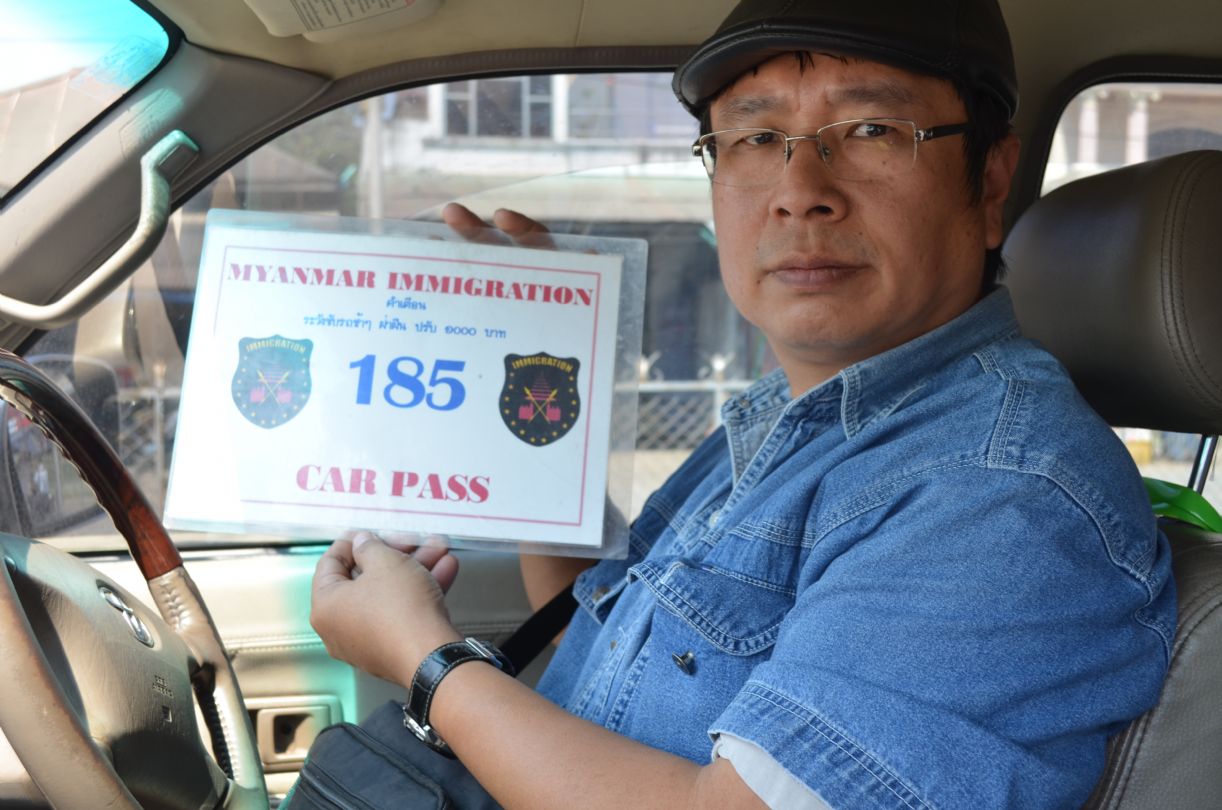 MYANMAR IMMIGRATION
คำเตือน
ระวังขับรถช้าๆ ฝ่าฝืน ปรับ ๑๐๐๐ บาท
IMMIGRATION
185
IMMIGRATION
CAR PASS